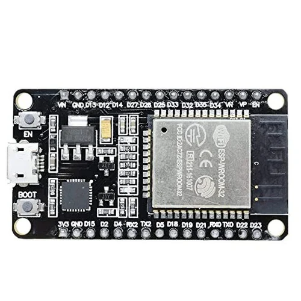 VIN GND D13 D12 D14 D27 D26 D25 D33 D32 D35 D34 VN VP EN
EN
ESP-WROOM-32
BOOT
3V3 GND D15 D2 D4 RX2 TX2 D5 D18 D19 D21 RX0 TX0 D22 D23